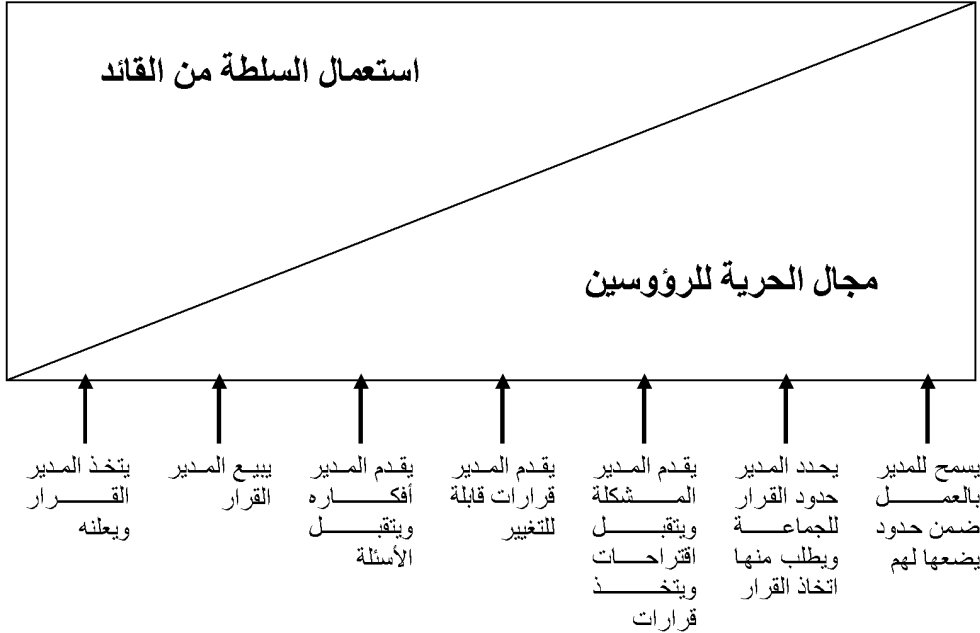 استعمال السلطة من القائد
مجال الحرية للرؤوسين
يسمح للمدير
بالعمل
ضمن حدود
يضعها لهم
يحدد المدير
حدود القرار
للجماعة
ويطلب منها
اتخاذ القرار
يقدم المدير
المشكلة
ويتقبل
اقتراحات
ويتخذ
قرارات
يقدم المدير
قرارات قابلة
للتغيير
يقدم المدير
أفكاره
ويتقبل
الأسئلة
يبيع المدير
القرار
يتخذ المدير
القرار
ويعلنه